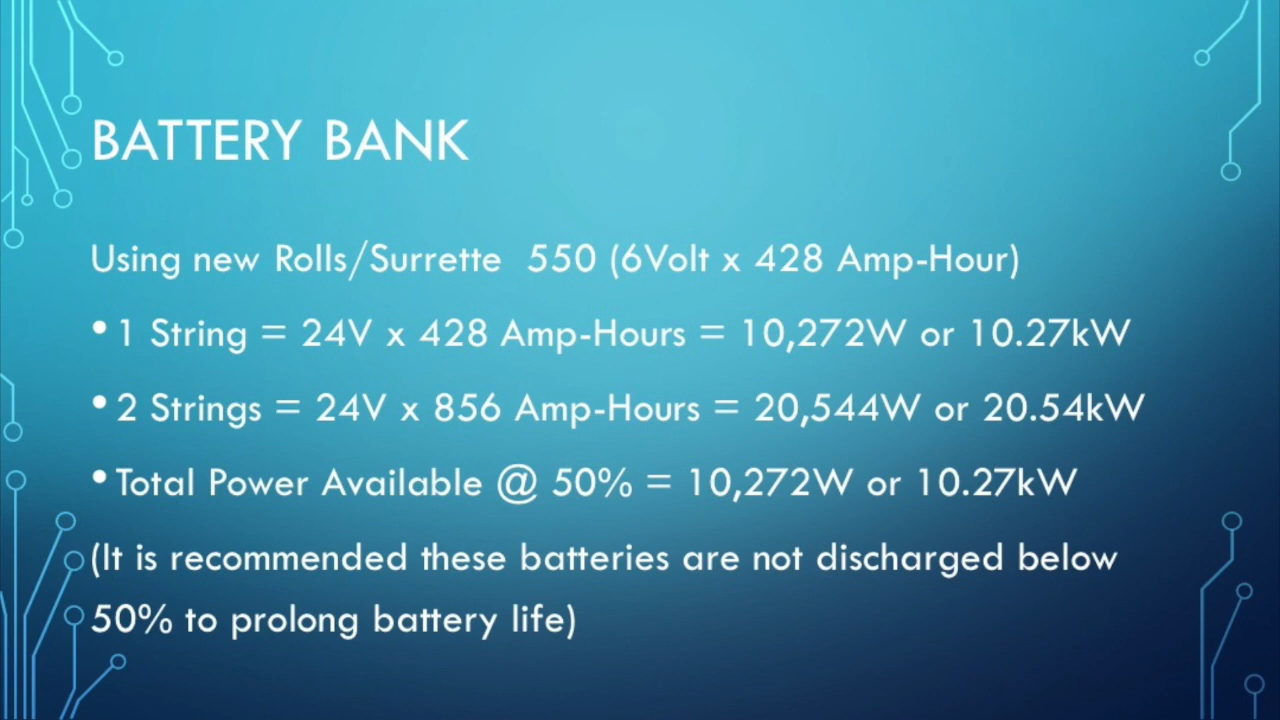 BATTERY BANK
Using new Rolls/Surrette  550 (6Volt x 428 Amp-Hour)
• 1 String = 24V x 428 Amp-Hours = 10,272W or 10.27kW
• 2 Strings = 24V x 856 Amp-Hours = 20,544W or 20.54kW
• Total Power Available @ 50% = 10,272W or 10.27kW
(It is recommended these batteries are not discharged below
50% to prolong battery life)